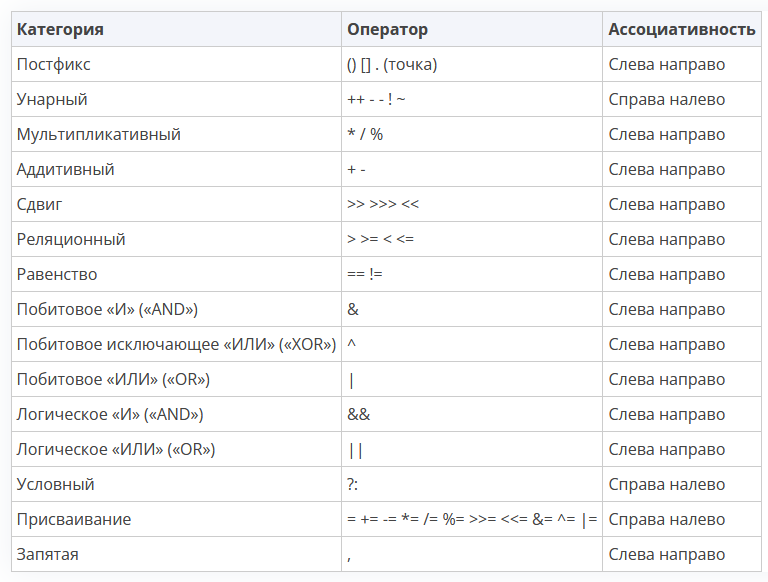 Категория Оператор Ассоциативность
Постфикс () [] . (точка) Слева направо
Унарный ++ - - ! ~ Справа налево
Мультипликативный * / % Слева направо
Аддитивный + - Слева направо
Сдвиг >> >>> << Слева направо
Реляционный > >= < <= Слева направо
Равенство == != Слева направо
Побитовое «И» («AND») & Слева направо
Побитовое исключающее «ИЛИ» («XOR») ^ Слева направо
Побитовое «ИЛИ» («OR») | Слева направо
Логическое «И» («AND») && Слева направо
Логическое «ИЛИ» («OR») || Слева направо
Условный ?: Справа налево
Присваивание = += -= *= /= %= >>= <<= &= ^= |= Справа налево
Запятая , Слева направо